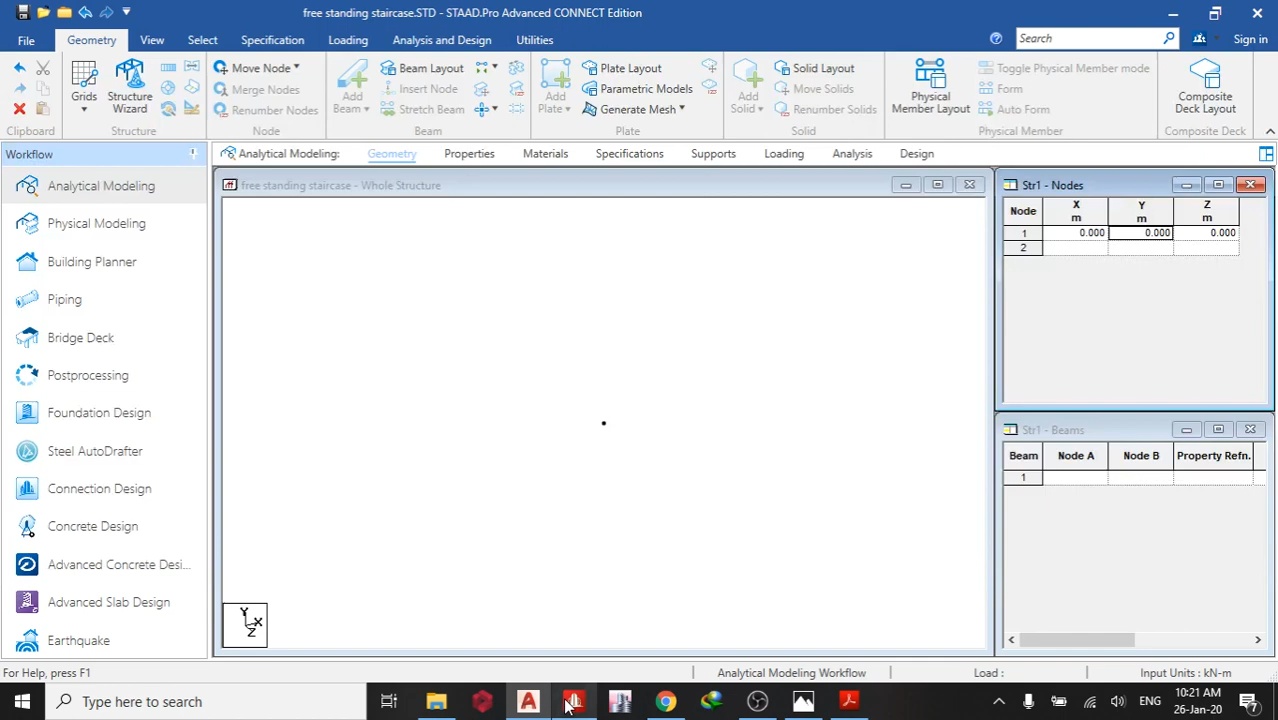 free standing staircase.STD - STAAD.Pro Advanced CONNECT Edition
File Geometry View Select Specification Loading Analysis and Design Utilities Search Sign in
Grids Structure Wizard Move Node Merge Nodes Renumber Nodes
Add Beam Beam Layout Insert Node Stretch Beam
Add Plate Plate Layout Parametric Models Generate Mesh
Add Solid Solid Layout Move Solids Renumber Solids
Physical Member Layout Toggle Physical Member mode Form Auto Form
Composite Deck Layout
Clipboard Structure Node Beam Plate Solid Physical Member Composite Deck
Workflow
Analytical Modeling: Geometry Properties Materials Specifications Supports Loading Analysis Design
Analytical Modeling
Physical Modeling
Building Planner
Piping
Bridge Deck
Postprocessing
Foundation Design
Steel AutoDrafter
Connection Design
Concrete Design
Advanced Concrete Desi...
Advanced Slab Design
Earthquake
free standing staircase - Whole Structure
Y
X
Z
Str1 - Nodes
Node X m Y m Z m
1 0.000 0.000 0.000
2
Str1 - Beams
Beam Node A Node B Property Refn.
1
For Help, press F1 Analytical Modeling Workflow Load : Input Units : kN-m
Type here to search
ENG 10:21 AM
26-Jan-20
7